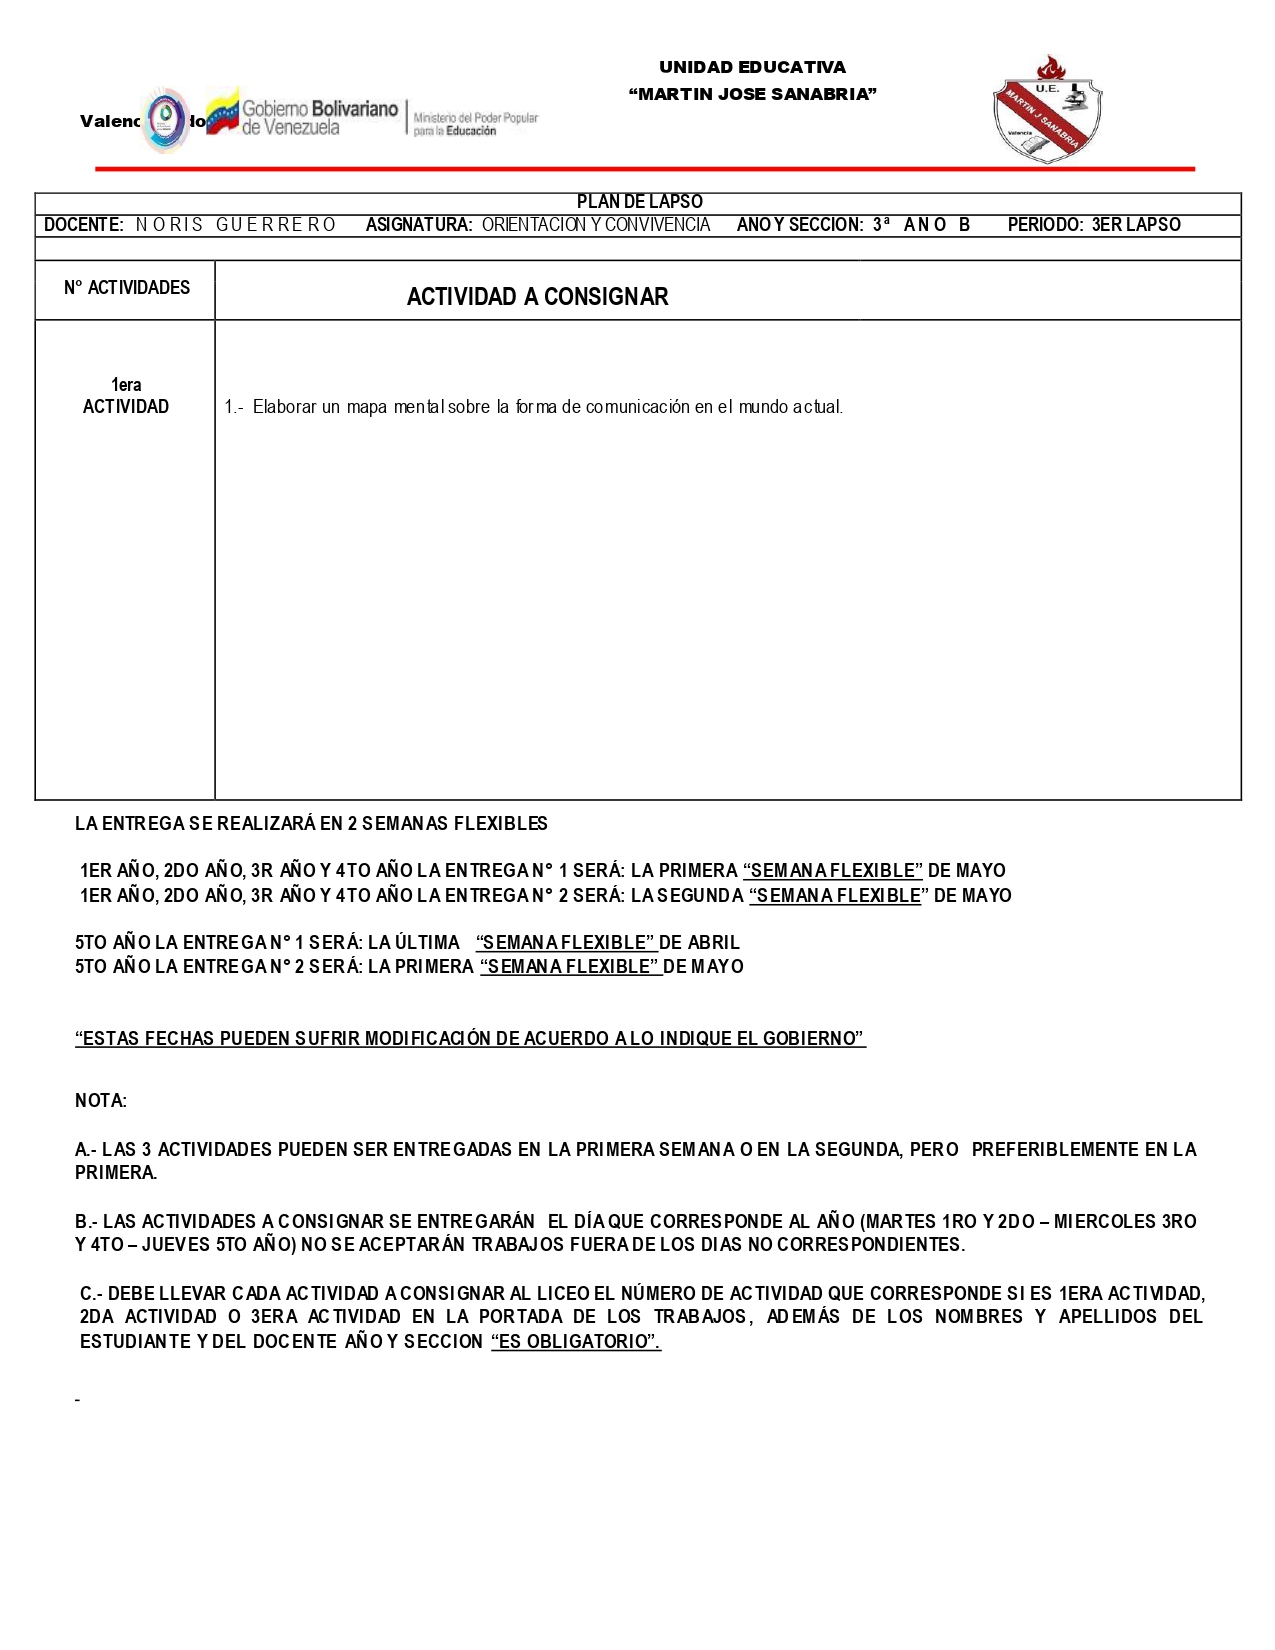 UNIDAD EDUCATIVA
“MARTIN JOSE SANABRIA”
Gobierno Bolivariano
de Venezuela
Ministerio del Poder Popular
para la Educación
U.E.
MARTIN J SANABRIA
Valencia
PLAN DE LAPSO
DOCENTE: NORIS GUERRERO ASIGNATURA: ORIENTACION Y CONVIVENCIA ANO Y SECCION: 3ª ANO B PERIODO: 3ER LAPSO
N° ACTIVIDADES
ACTIVIDAD A CONSIGNAR
1era
ACTIVIDAD
1.- Elaborar un mapa mental sobre la forma de comunicación en el mundo actual.
LA ENTREGA SE REALIZARÁ EN 2 SEMANAS FLEXIBLES
1ER AÑO, 2DO AÑO, 3R AÑO Y 4TO AÑO LA ENTREGA N° 1 SERÁ: LA PRIMERA “SEMANA FLEXIBLE” DE MAYO
1ER AÑO, 2DO AÑO, 3R AÑO Y 4TO AÑO LA ENTREGA N° 2 SERÁ: LA SEGUNDA “SEMANA FLEXIBLE” DE MAYO
5TO AÑO LA ENTREGA N° 1 SERÁ: LA ÚLTIMA “SEMANA FLEXIBLE” DE ABRIL
5TO AÑO LA ENTREGA N° 2 SERÁ: LA PRIMERA “SEMANA FLEXIBLE” DE MAYO
“ESTAS FECHAS PUEDEN SUFRIR MODIFICACIÓN DE ACUERDO A LO INDIQUE EL GOBIERNO”
NOTA:
A.- LAS 3 ACTIVIDADES PUEDEN SER ENTREGADAS EN LA PRIMERA SEMANA O EN LA SEGUNDA, PERO PREFERIBLEMENTE EN LA
PRIMERA.
B.- LAS ACTIVIDADES A CONSIGNAR SE ENTREGARÁN EL DÍA QUE CORRESPONDE AL AÑO (MARTES 1RO Y 2DO – MIERCOLES 3RO
Y 4TO – JUEVES 5TO AÑO) NO SE ACEPTARÁN TRABAJOS FUERA DE LOS DIAS NO CORRESPONDIENTES.
C.- DEBE LLEVAR CADA ACTIVIDAD A CONSIGNAR AL LICEO EL NÚMERO DE ACTIVIDAD QUE CORRESPONDE SI ES 1ERA ACTIVIDAD,
2DA ACTIVIDAD O 3ERA ACTIVIDAD EN LA PORTADA DE LOS TRABAJOS, ADEMÁS DE LOS NOMBRES Y APELLIDOS DEL
ESTUDIANTE Y DEL DOCENTE AÑO Y SECCION “ES OBLIGATORIO”.
-